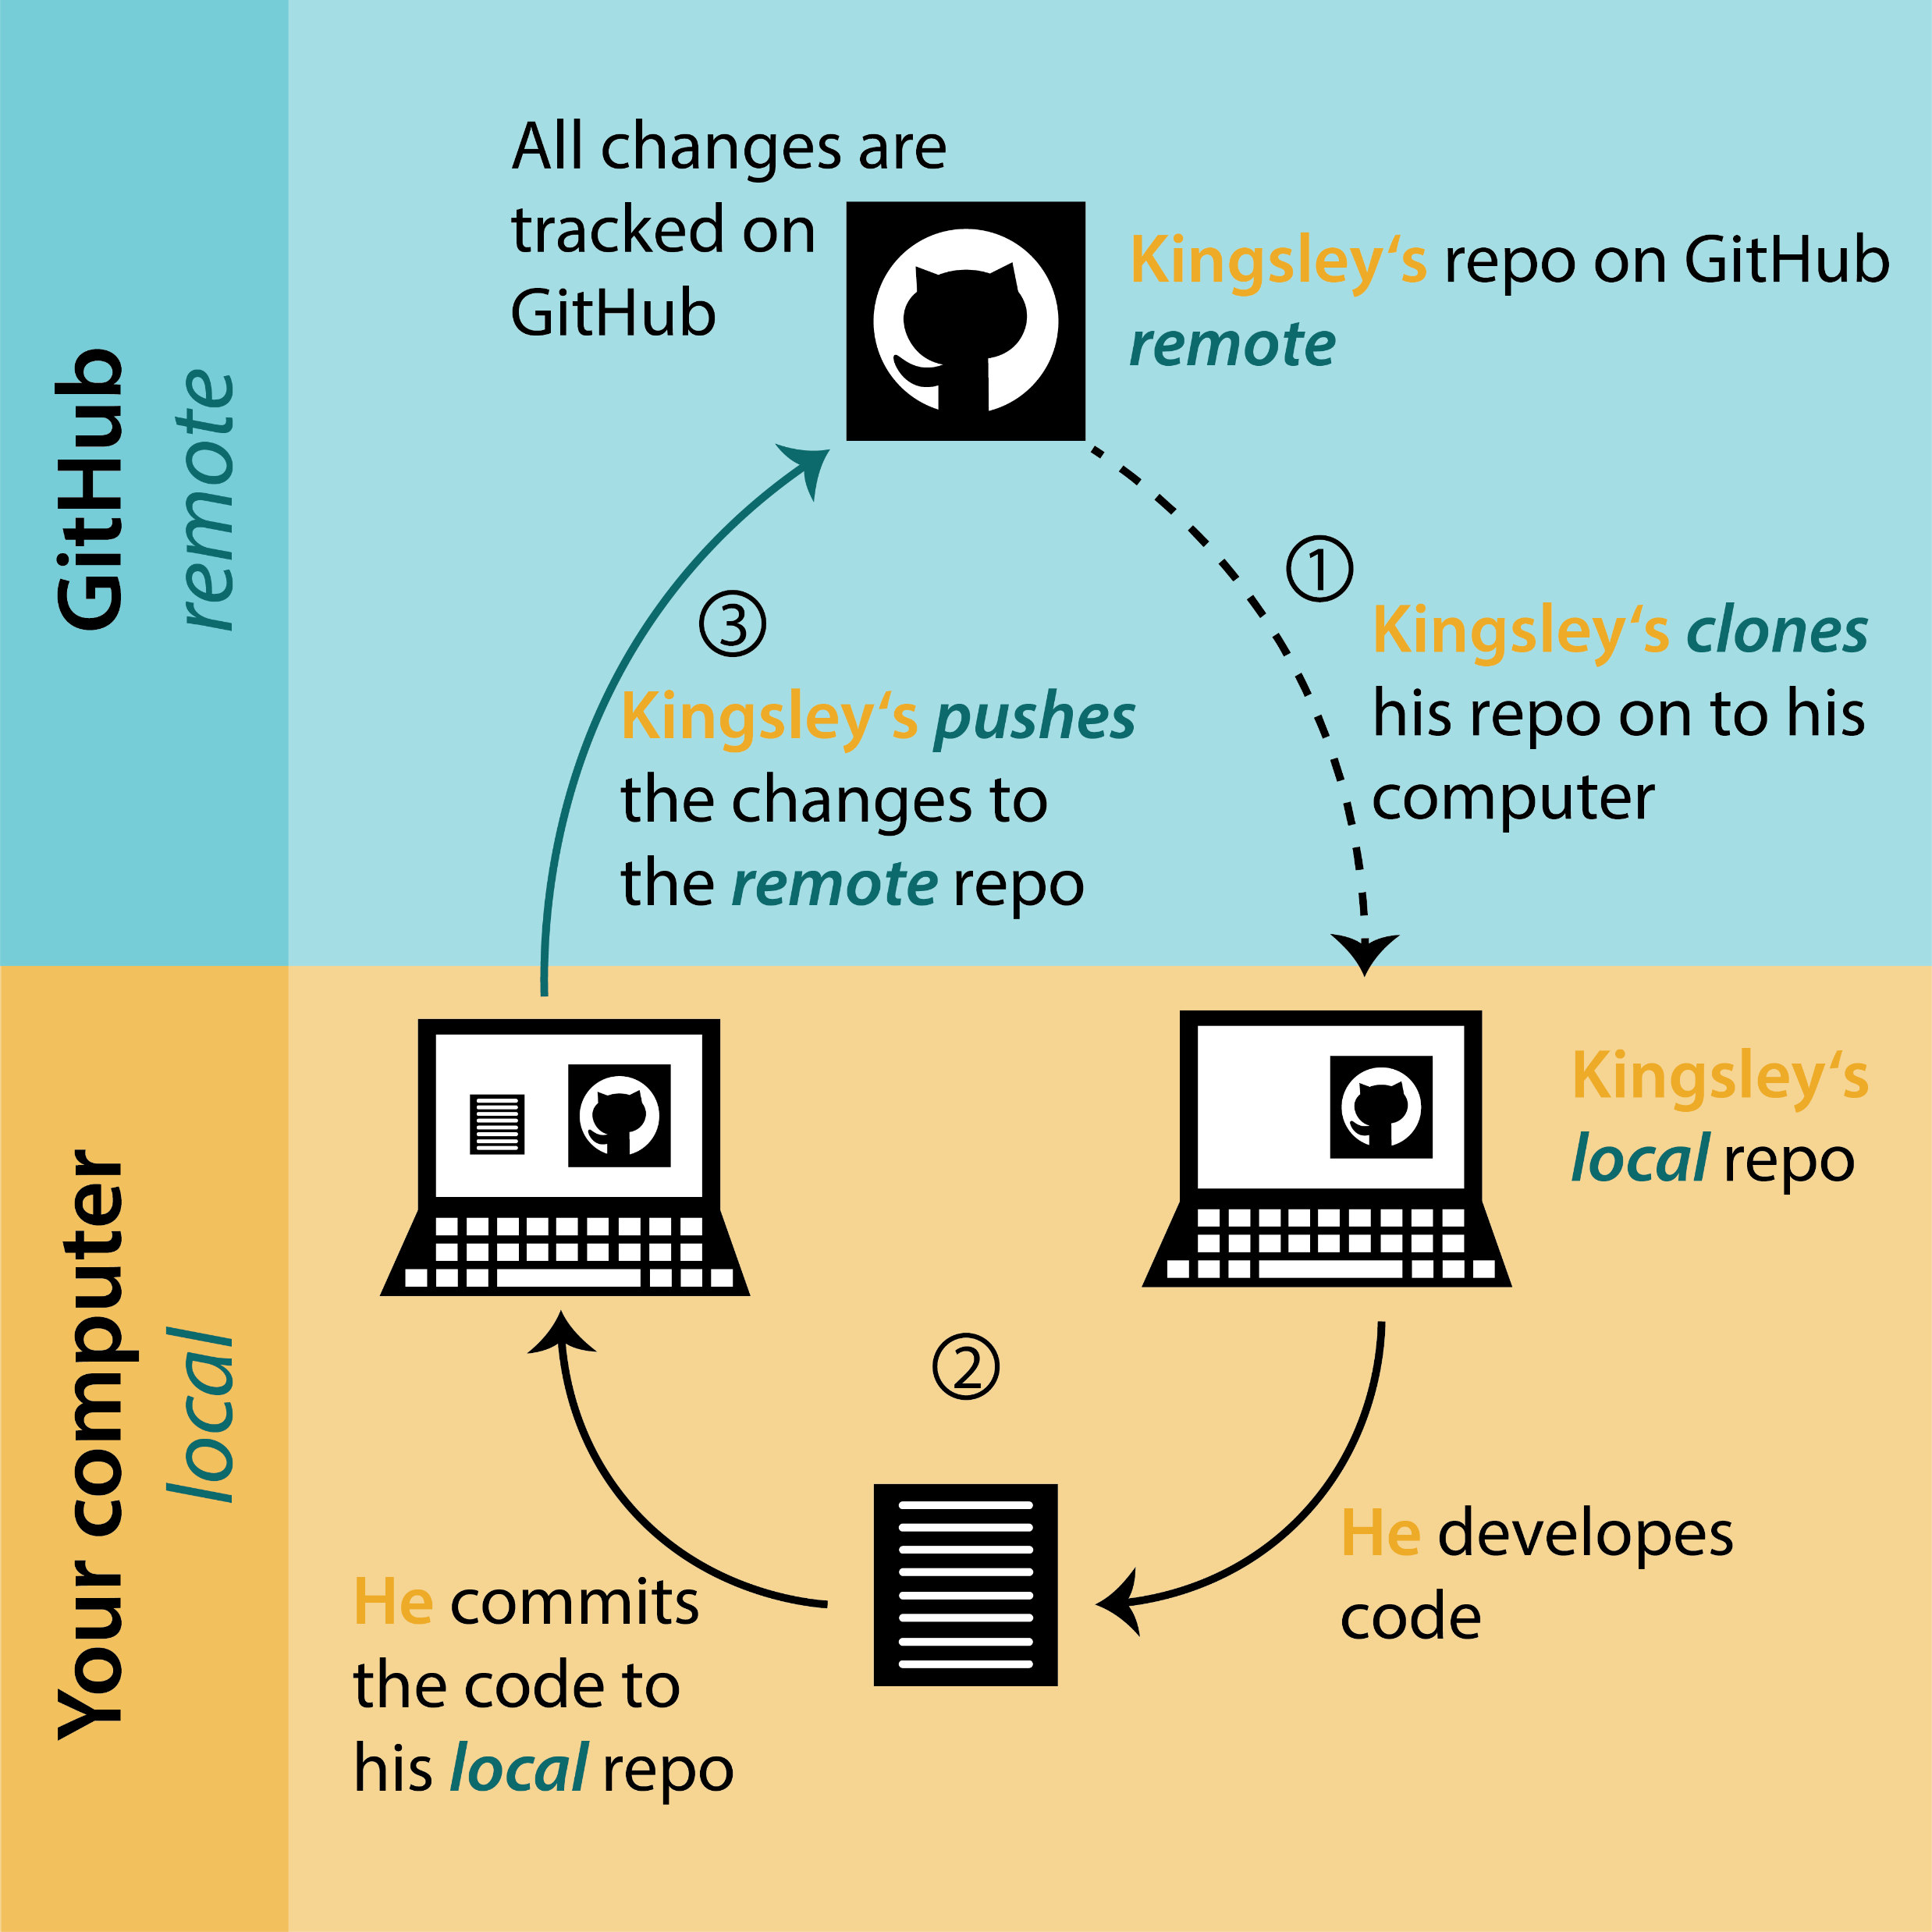 GitHub
remote
All changes are
tracked on
GitHub
Kingsley‘s repo on GitHub
remote
1
Kingsley‘s clones
his repo on to his
computer
3
Kingsley‘s pushes
the changes to
the remote repo
Your computer
local
Kingsley‘s
local repo
2
He developes
code
He commits
the code to
his local repo